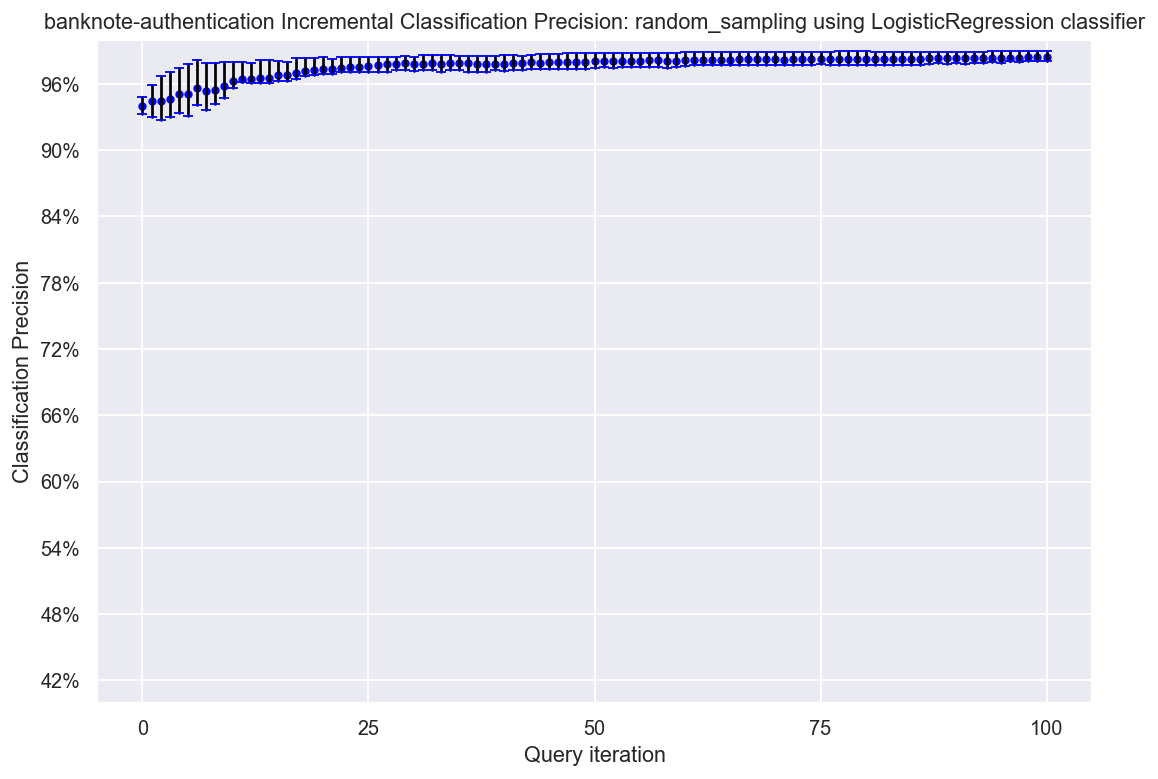 banknote-authentication Incremental Classification Precision: random_sampling using LogisticRegression classifier
96%
90%
84%
78%
72%
66%
60%
54%
48%
42%
Classification Precision
0 25 50 75 100
Query iteration